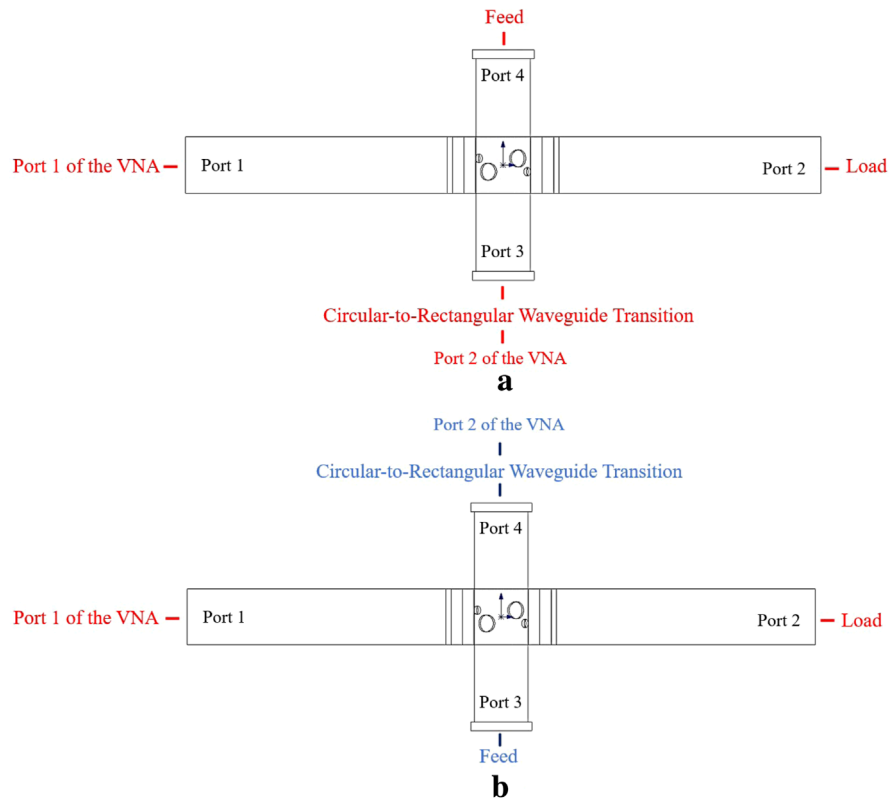 Feed
Port 4
Port 1 of the VNA
Port 1
Port 2
Load
Port 3
Circular-to-Rectangular Waveguide Transition
Port 2 of the VNA
a
Port 2 of the VNA
Circular-to-Rectangular Waveguide Transition
Port 4
Port 1 of the VNA
Port 1
Port 2
Load
Port 3
Feed
b